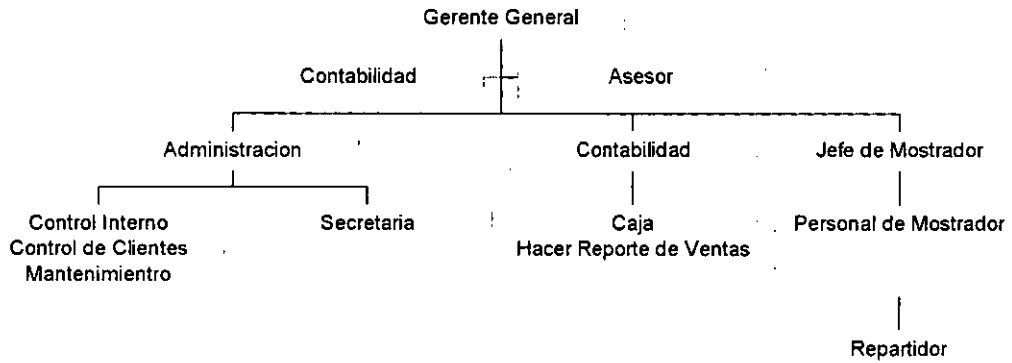 Gerente General
Contabilidad
Asesor
Administracion
Contabilidad
Jefe de Mostrador
Control Interno
Control de Clientes
Mantenimientro
Secretaria
Caja
Hacer Reporte de Ventas
Personal de Mostrador
Repartidor